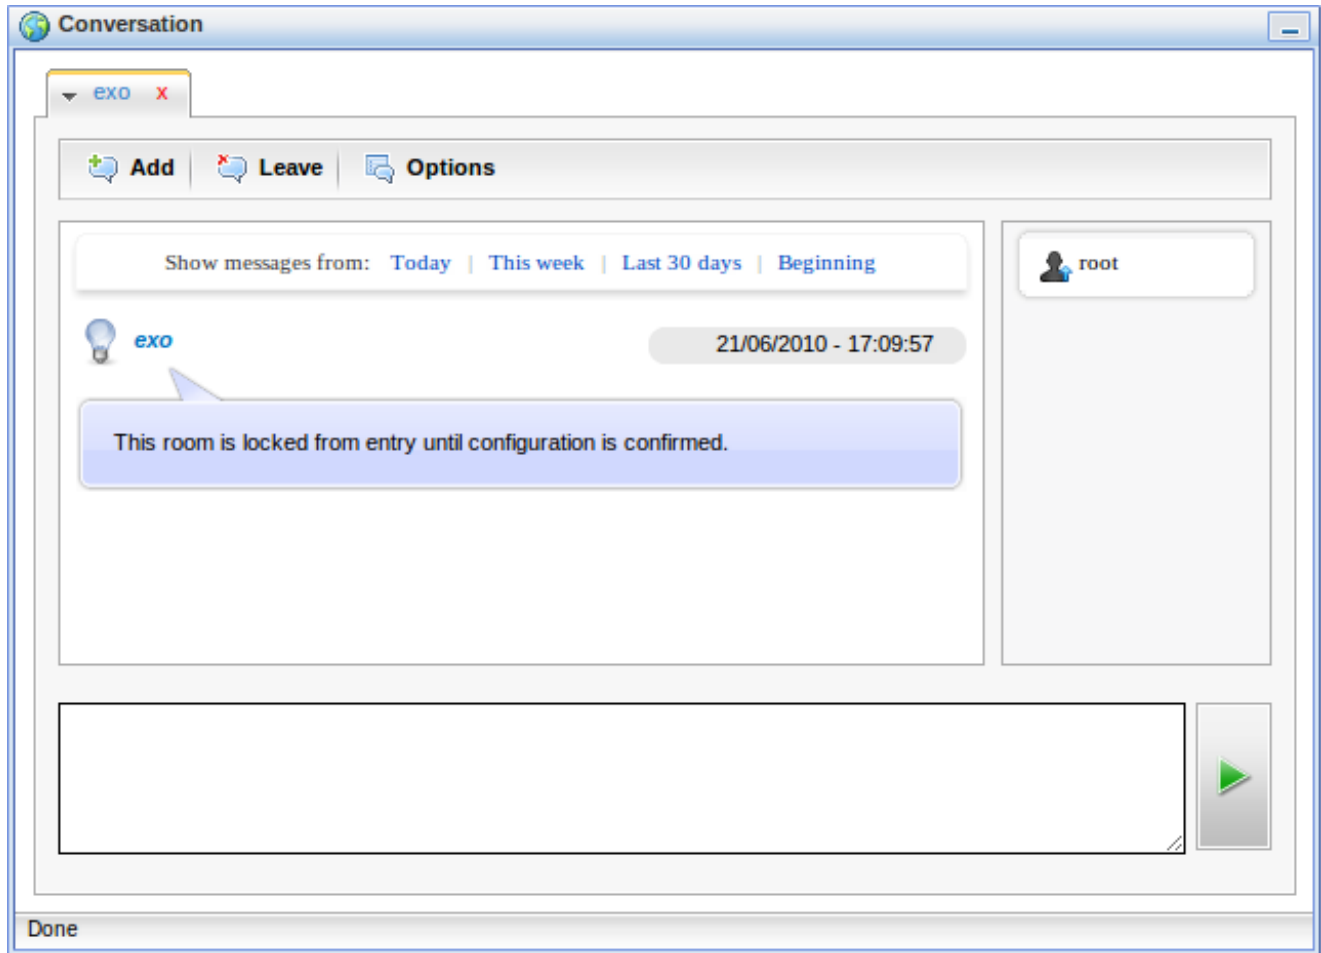 Conversation
exo x
Add Leave Options
Show messages from: Today | This week | Last 30 days | Beginning
root
exo 21/06/2010 - 17:09:57
This room is locked from entry until configuration is confirmed.
Done